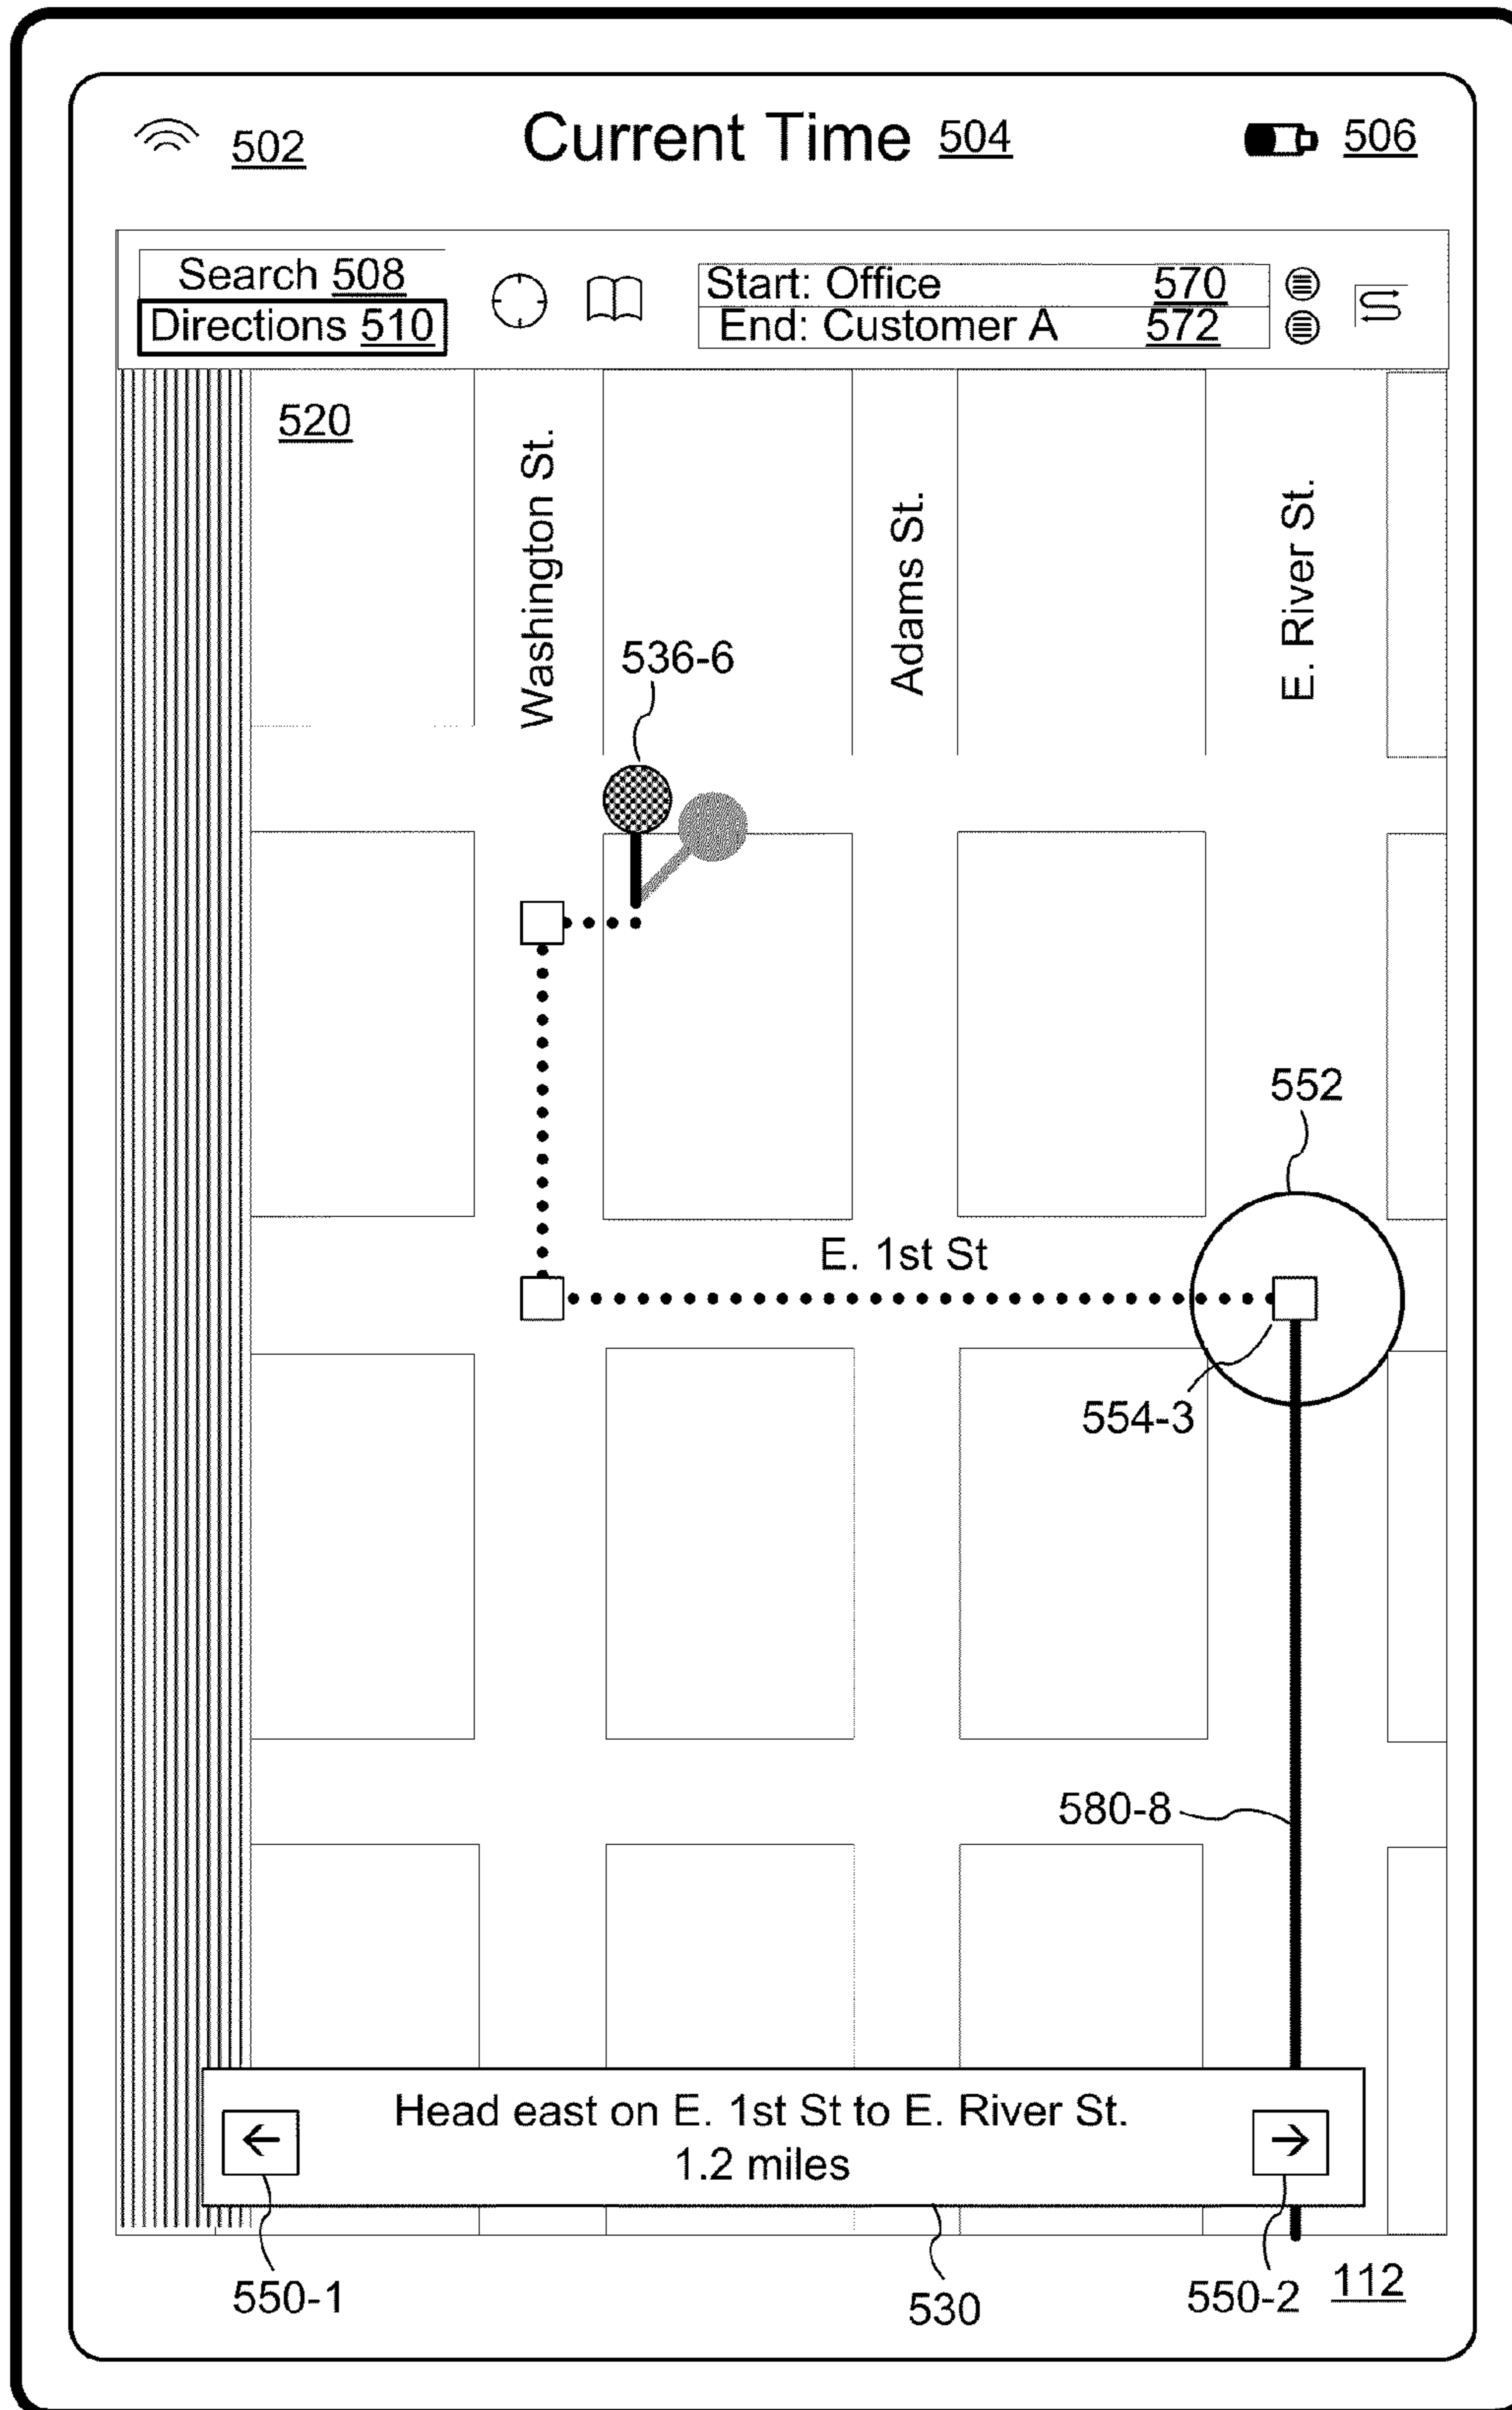 502
Current Time 504
506
Search 508
Directions 510
Start: Office 570
End: Customer A 572
520
Washington St.
Adams St.
E. River St.
536-6
552
E. 1st St
554-3
580-8
Head east on E. 1st St to E. River St.
1.2 miles
550-1
530
550-2
112